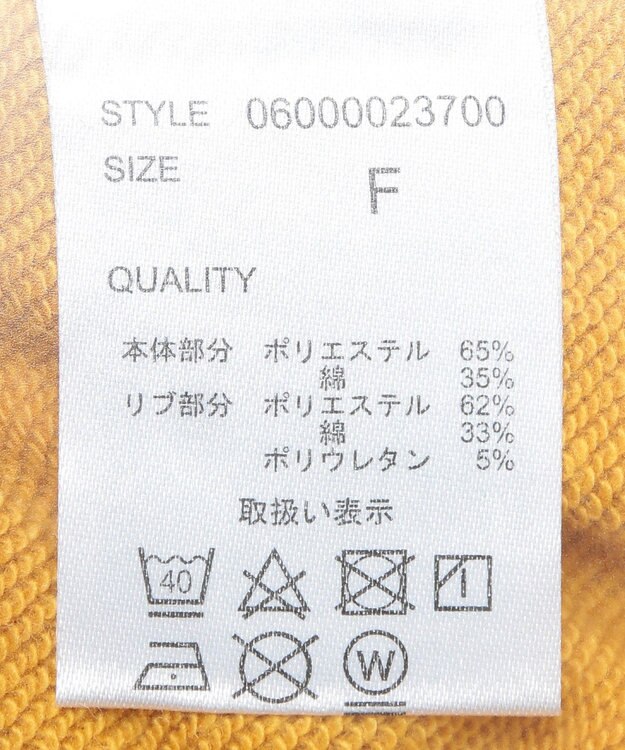 STYLE 06000023700
SIZE F
QUALITY
本体部分 ポリエステル 65%
綿 35%
リブ部分 ポリエステル 62%
綿 33%
ポリウレタン 5%
取扱い表示
40
W